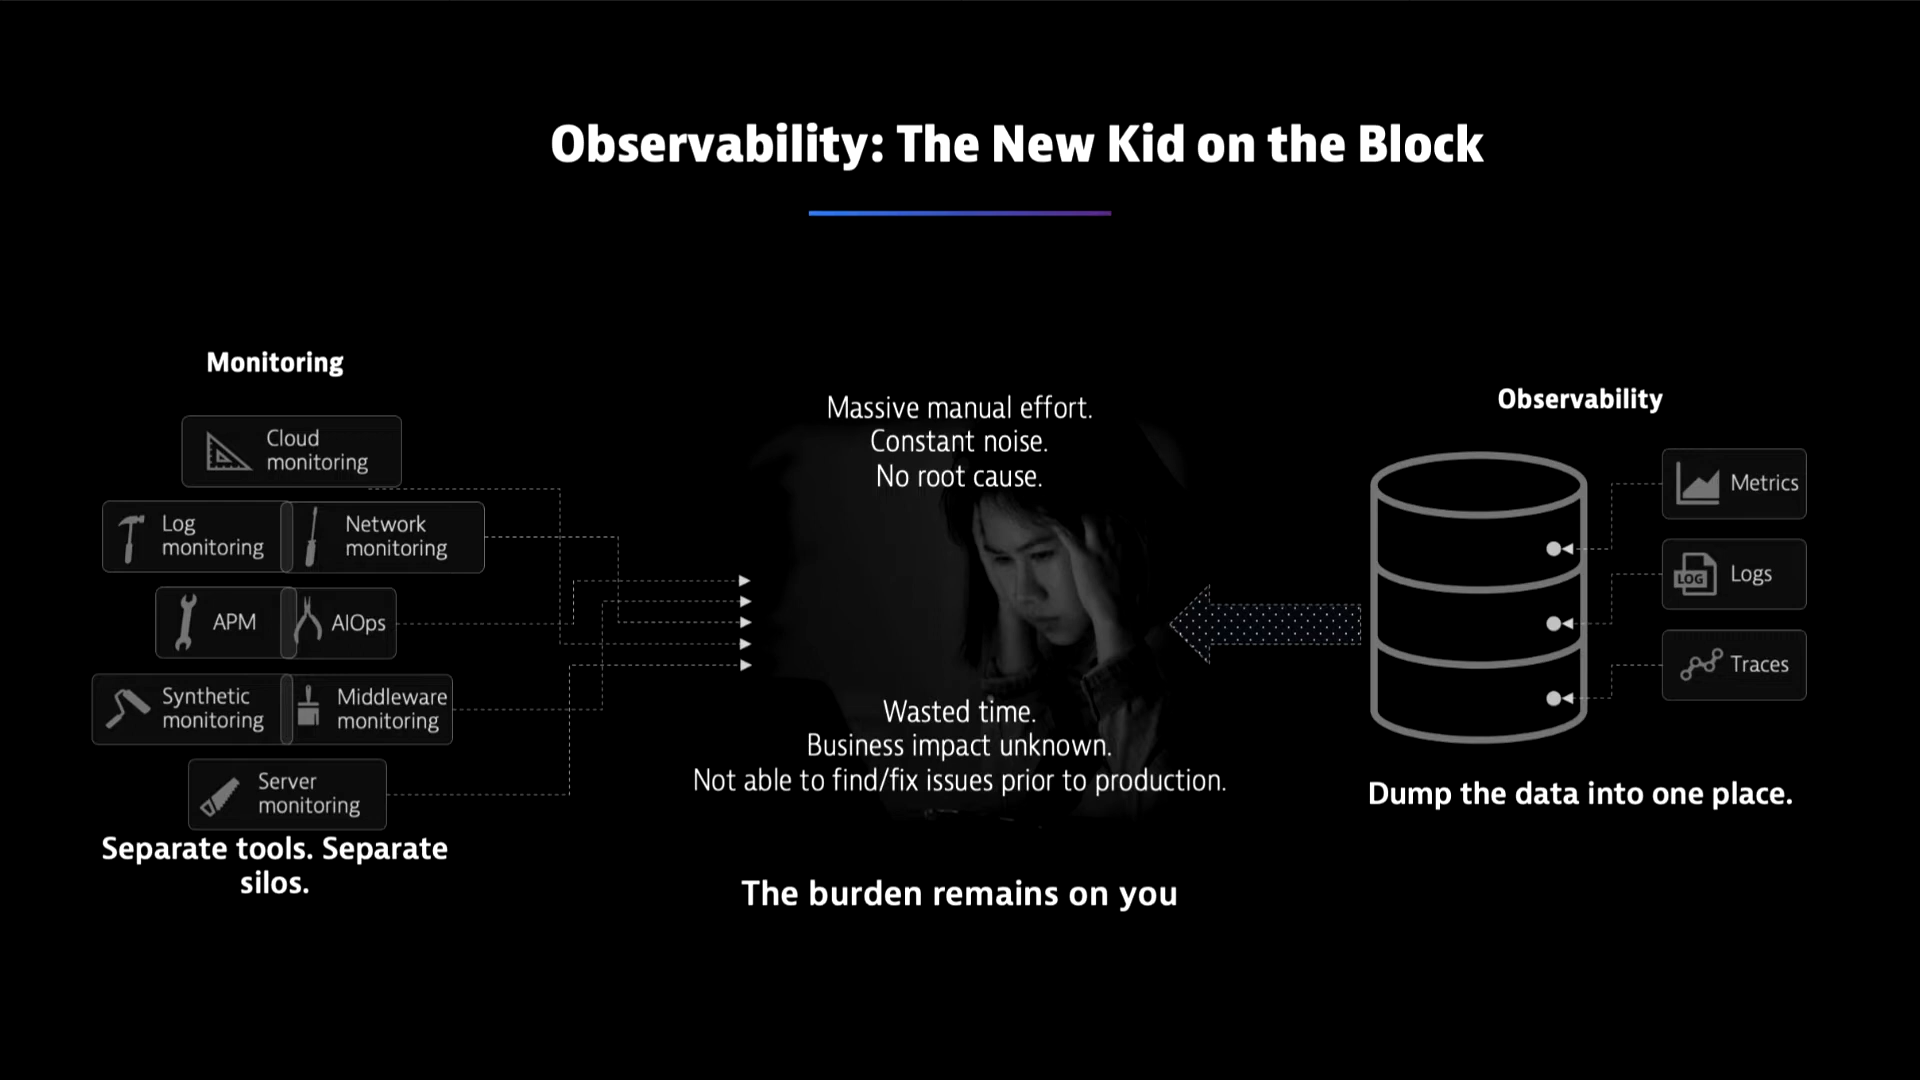 Observability: The New Kid on the Block
Monitoring
Cloud
monitoring
Log
monitoring
Network
monitoring
APM
AIOps
Synthetic
monitoring
Middleware
monitoring
Server
monitoring
Separate tools. Separate
silos.
Massive manual effort.
Constant noise.
No root cause.
Wasted time.
Business impact unknown.
Not able to find/fix issues prior to production.
The burden remains on you
Observability
Metrics
LOG
Logs
Traces
Dump the data into one place.